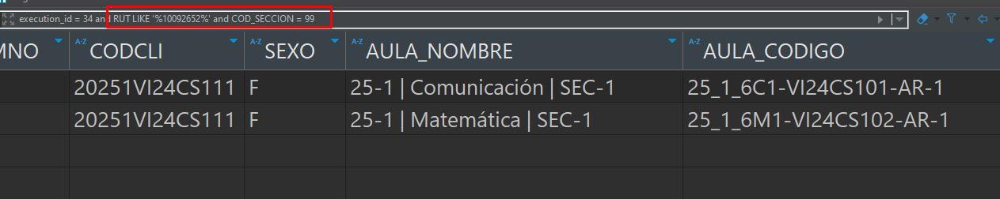 execution_id = 34 and RUT LIKE '%10092652%' and COD_SECCION = 99
MNO A-Z CODCLI A-Z SEXO A-Z AULA_NOMBRE A-Z AULA_CODIGO
20251VI24CS111 F 25-1 | Comunicación | SEC-1 25_1_6C1-VI24CS101-AR-1
20251VI24CS111 F 25-1 | Matemática | SEC-1 25_1_6M1-VI24CS102-AR-1